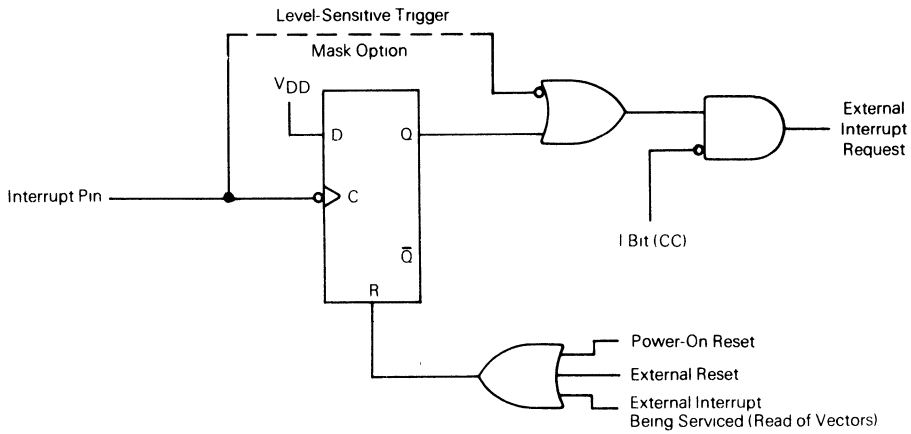 Level-Sensitive Trigger
Mask Option
VDD
D
Q
External
Interrupt
Request
Interrupt Pin
C
I Bit (CC)
Q̅
R
Power-On Reset
External Reset
External Interrupt
Being Serviced (Read of Vectors)